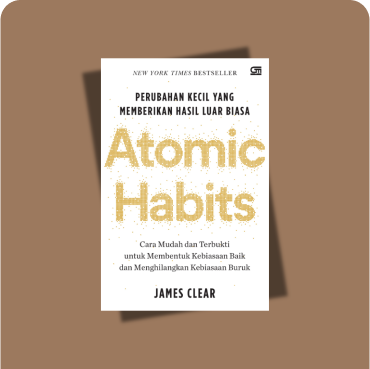 NEW YORK TIMES BESTSELLER
PERUBAHAN KECIL YANG
MEMBERIKAN HASIL LUAR BIASA
Atomic
Habits
Cara Mudah dan Terbukti
untuk Membentuk Kebiasaan Baik
dan Menghilangkan Kebiasaan Buruk
JAMES CLEAR